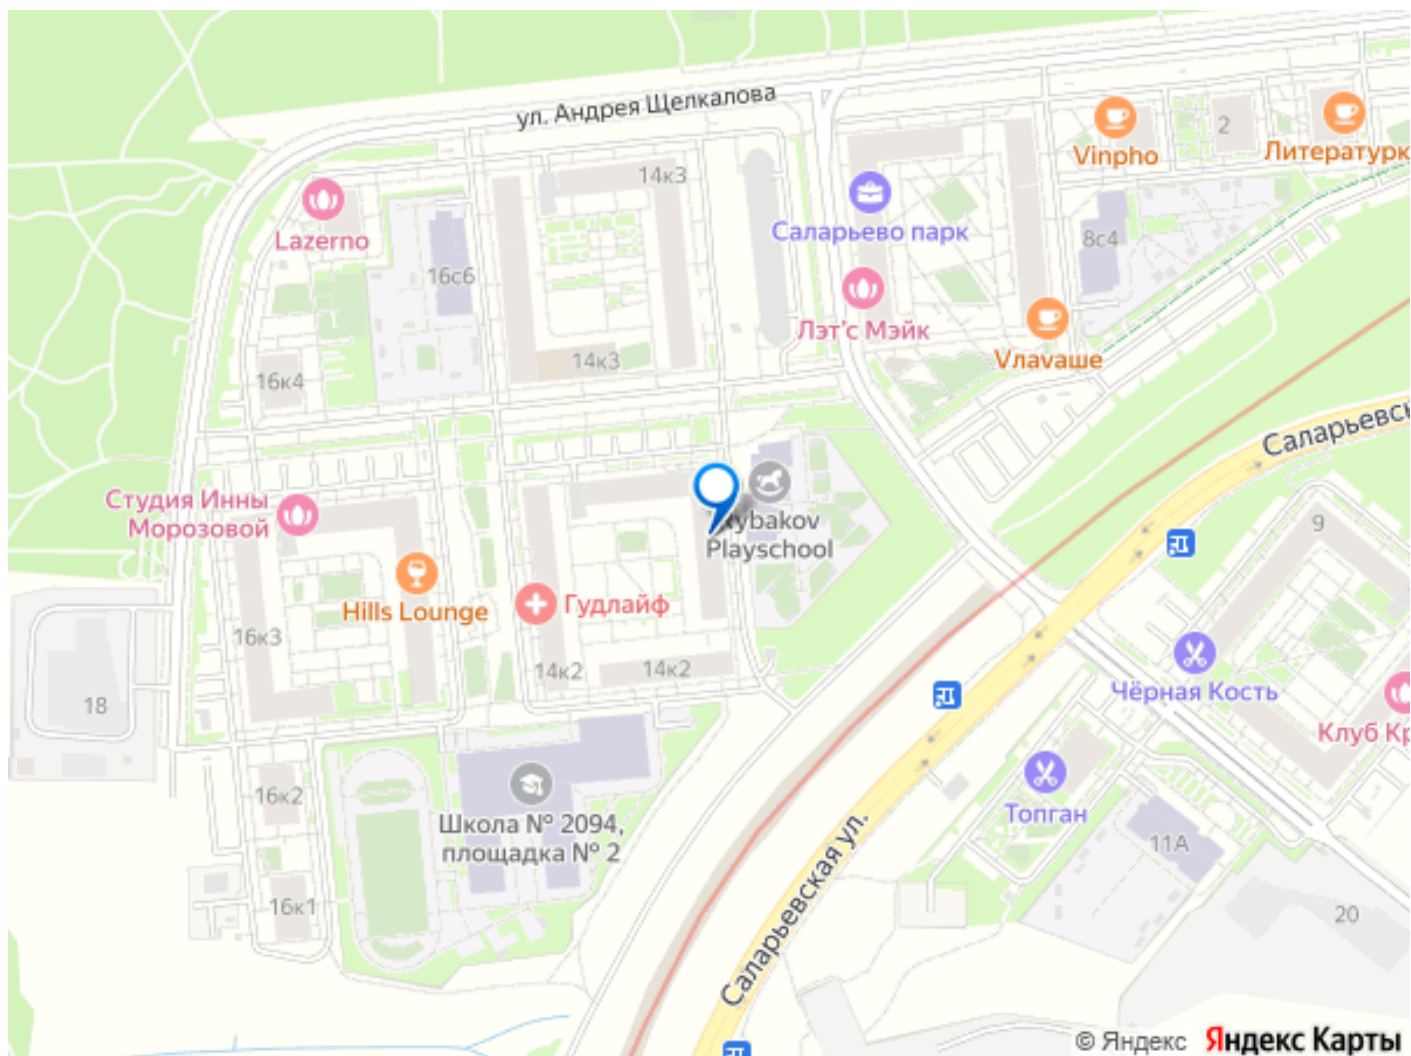 ул. Андрея Щелкалова
Vinpho
2
Литературк
14к3
Lazerno
Саларьево парк
8с4
16с6
Лэт'с Мэйк
Vлаваше
14к3
16к4
Саларьевск
Студия Инны
Морозовой
Playschool
9
Hills Lounge
Гудлайф
16к3
14к2
14к2
Чёрная Кость
18
Клуб Кр
16к2
Топган
Школа № 2094,
площадка № 2
11А
16к1
20
Саларьевская ул.
© Яндекс Яндекс Карты